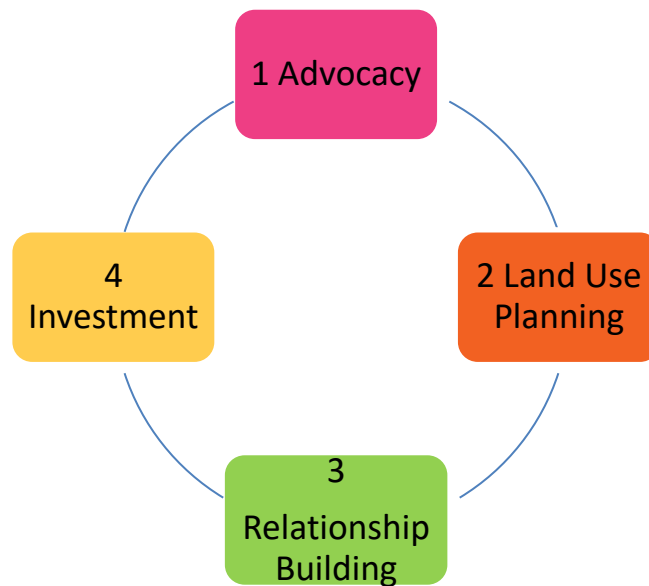 1 Advocacy
2 Land Use
Planning
3
Relationship
Building
4
Investment